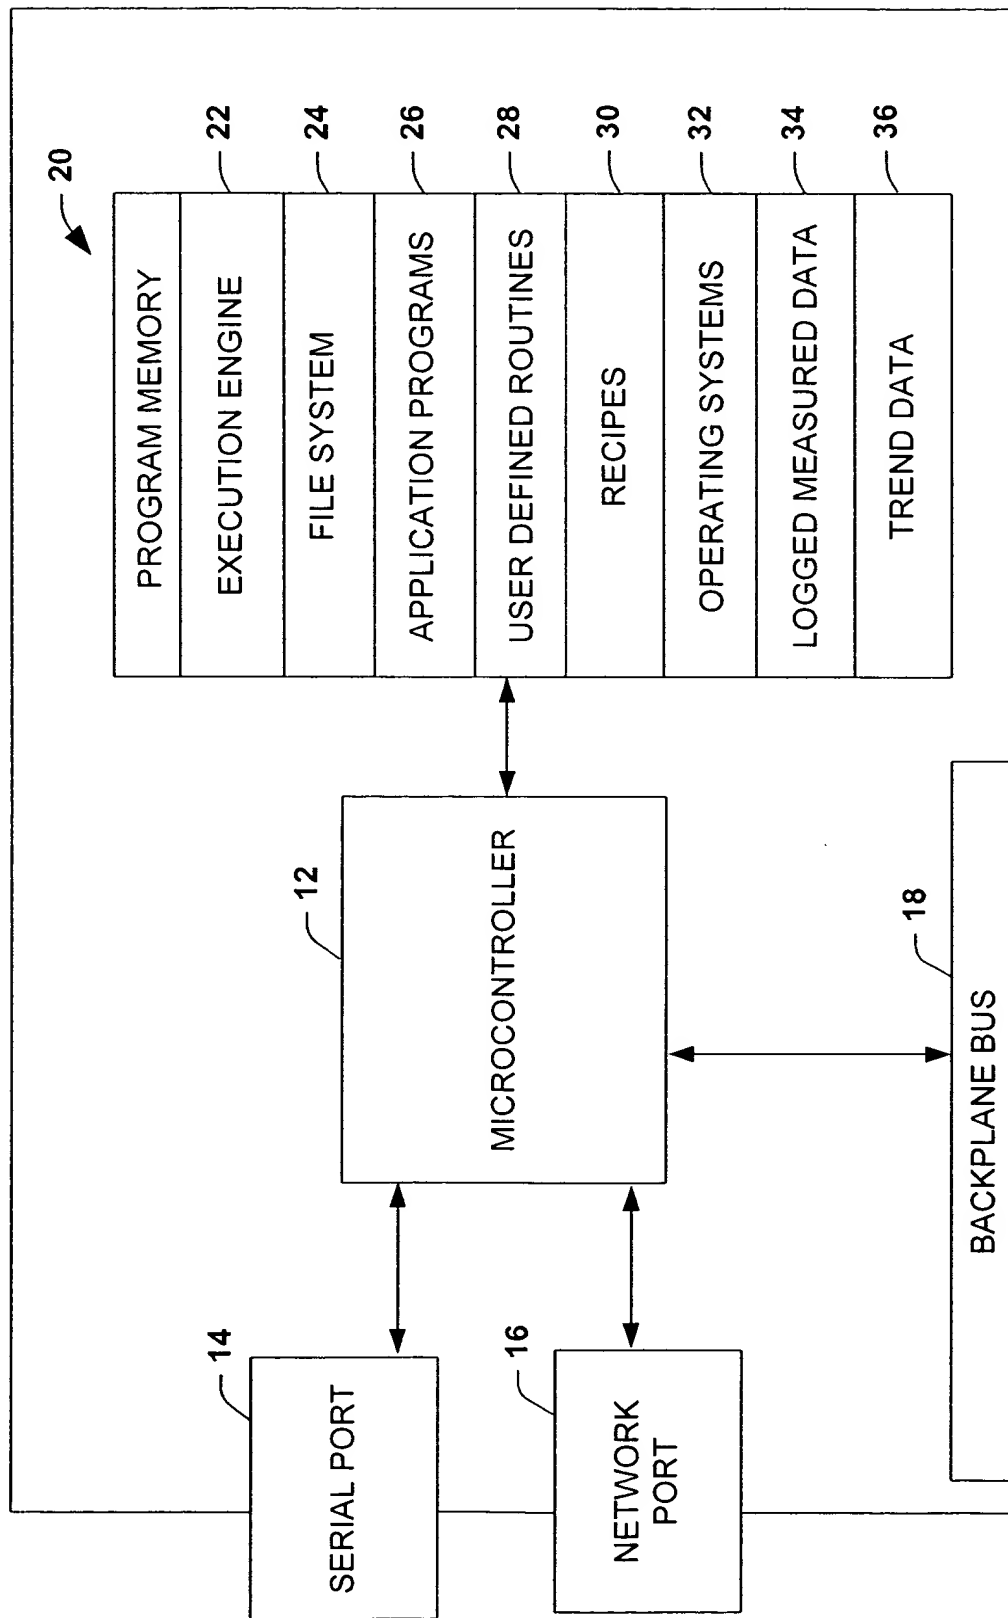 20
PROGRAM MEMORY
EXECUTION ENGINE
22
FILE SYSTEM
24
APPLICATION PROGRAMS
26
USER DEFINED ROUTINES
28
RECIPES
30
OPERATING SYSTEMS
32
LOGGED MEASURED DATA
34
TREND DATA
36
12
MICROCONTROLLER
14
SERIAL PORT
16
NETWORK
PORT
18
BACKPLANE BUS